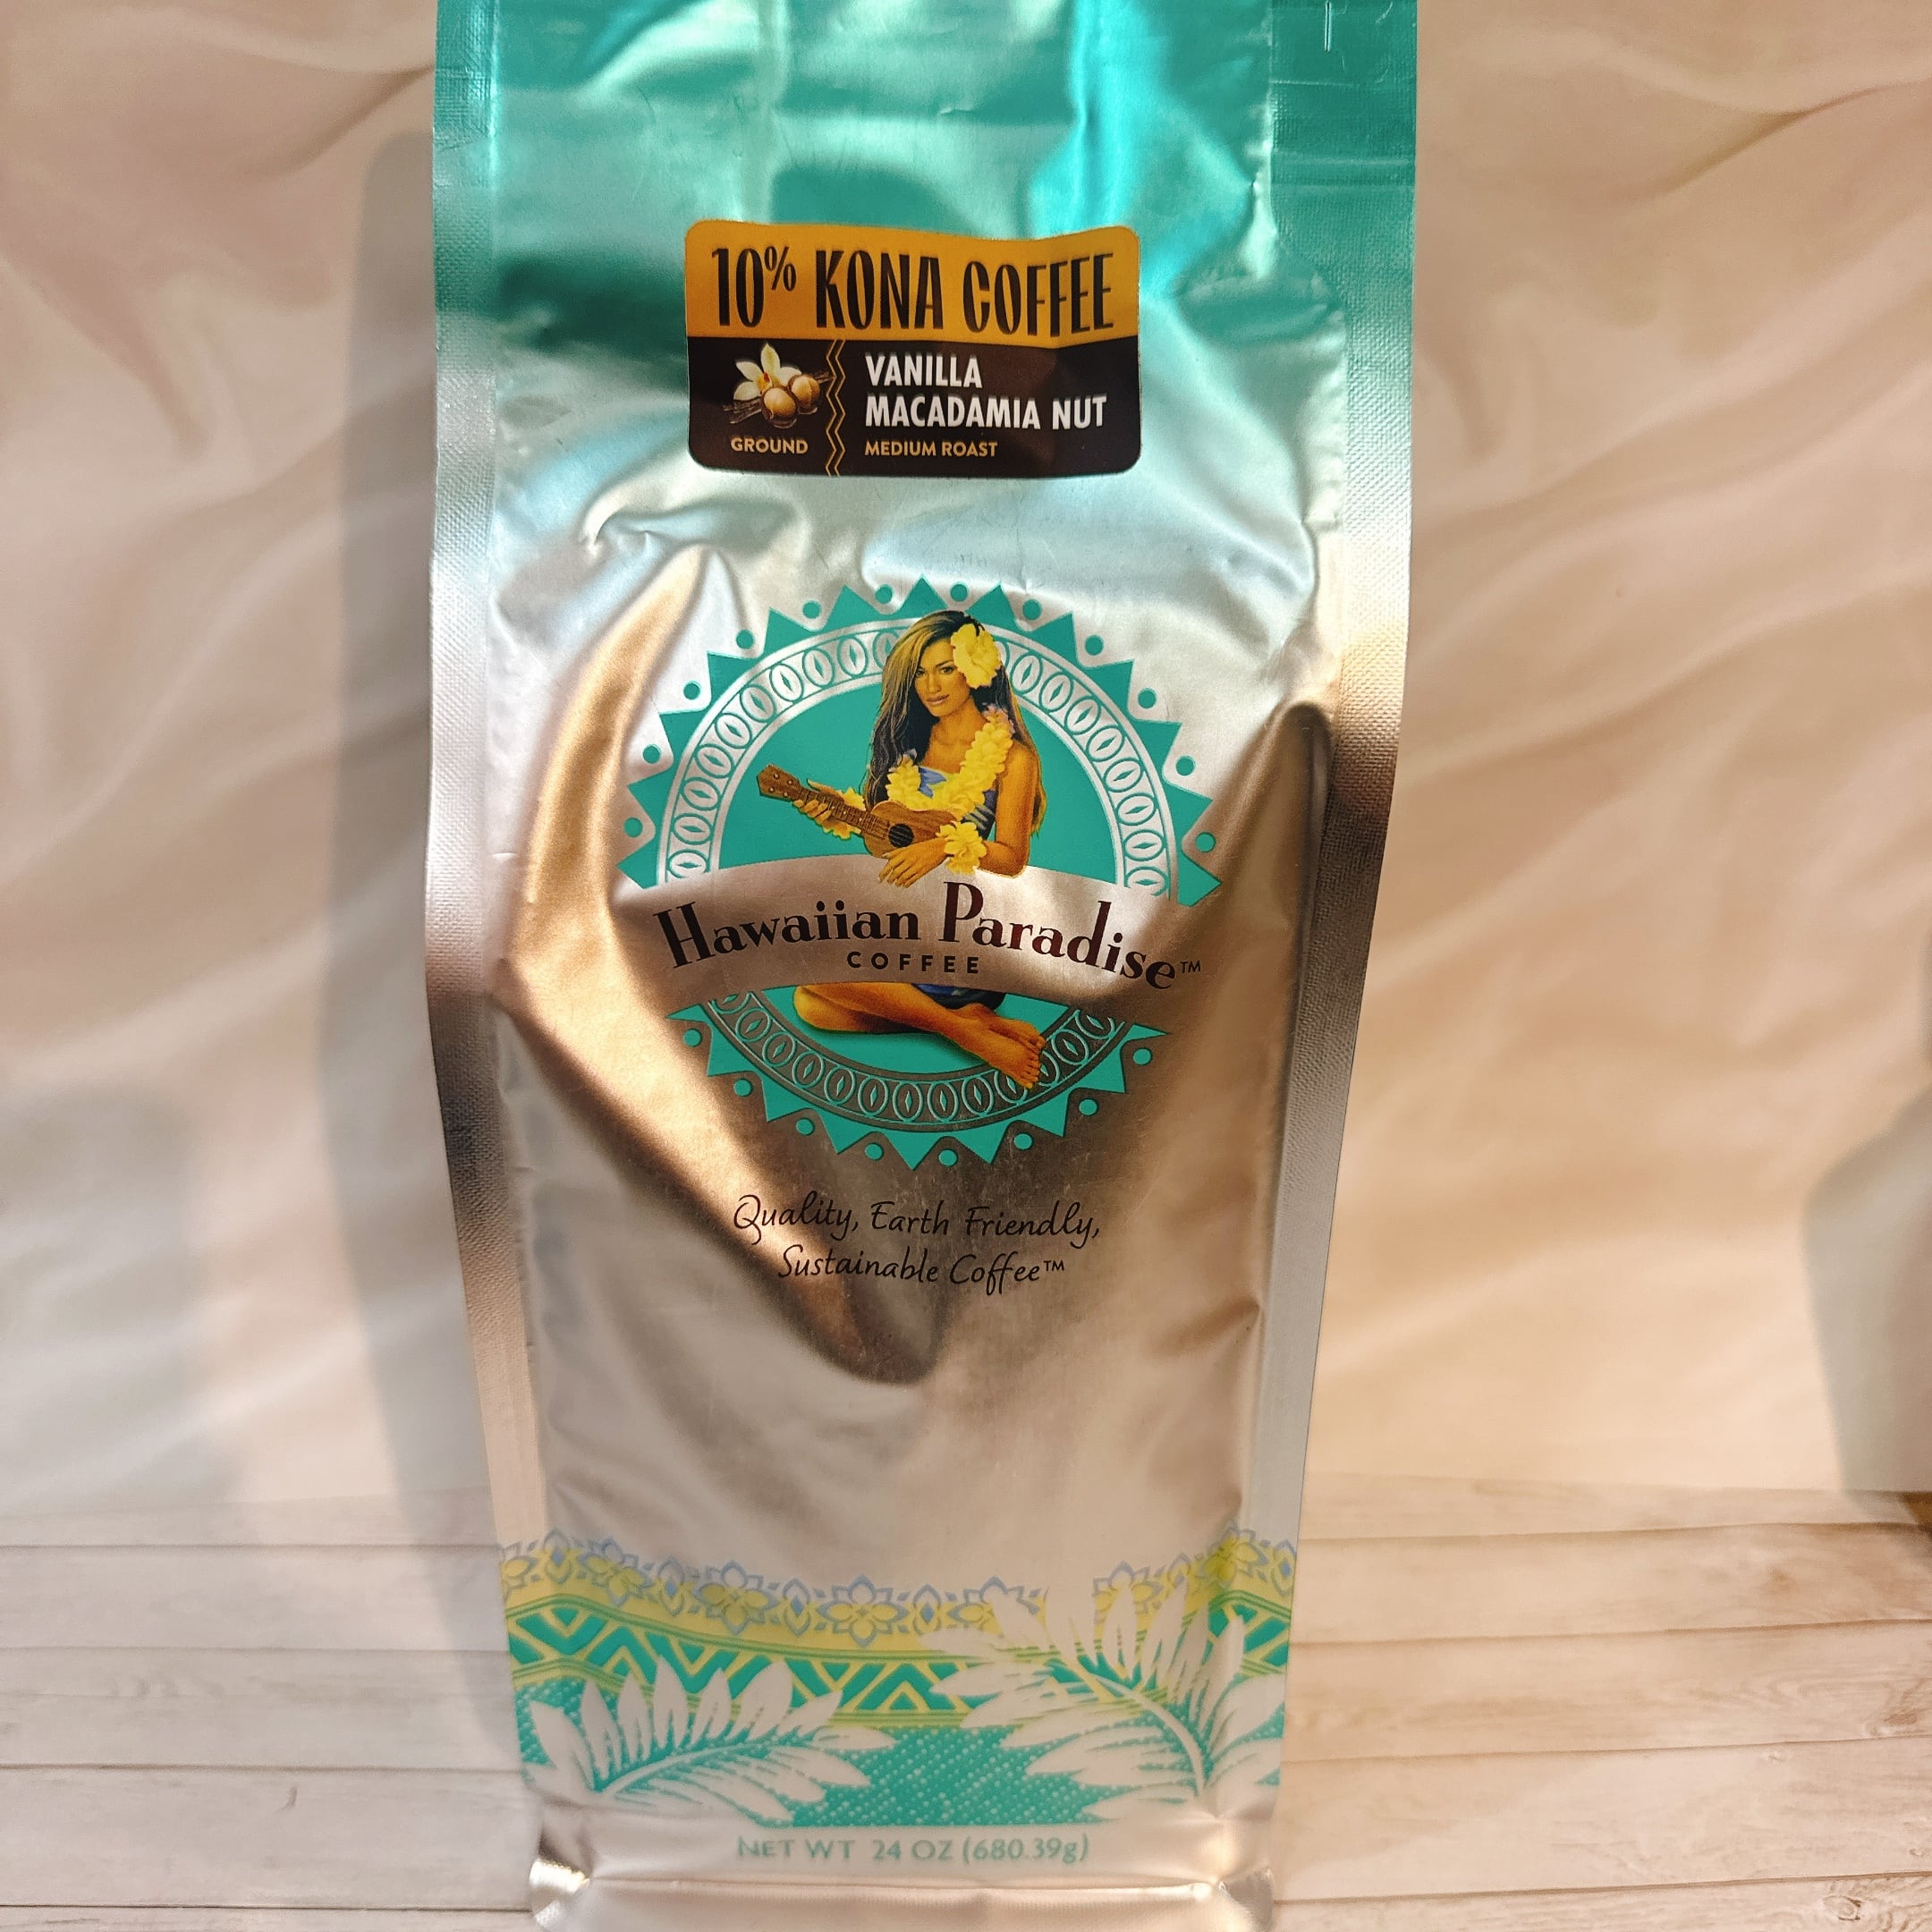 10% KONA COFFEE
VANILLA
MACADAMIA NUT
GROUND
MEDIUM ROAST
Hawaiian Paradise™
COFFEE
Quality, Earth Friendly,
Sustainable Coffee™
NET WT 24 OZ (680.39g)